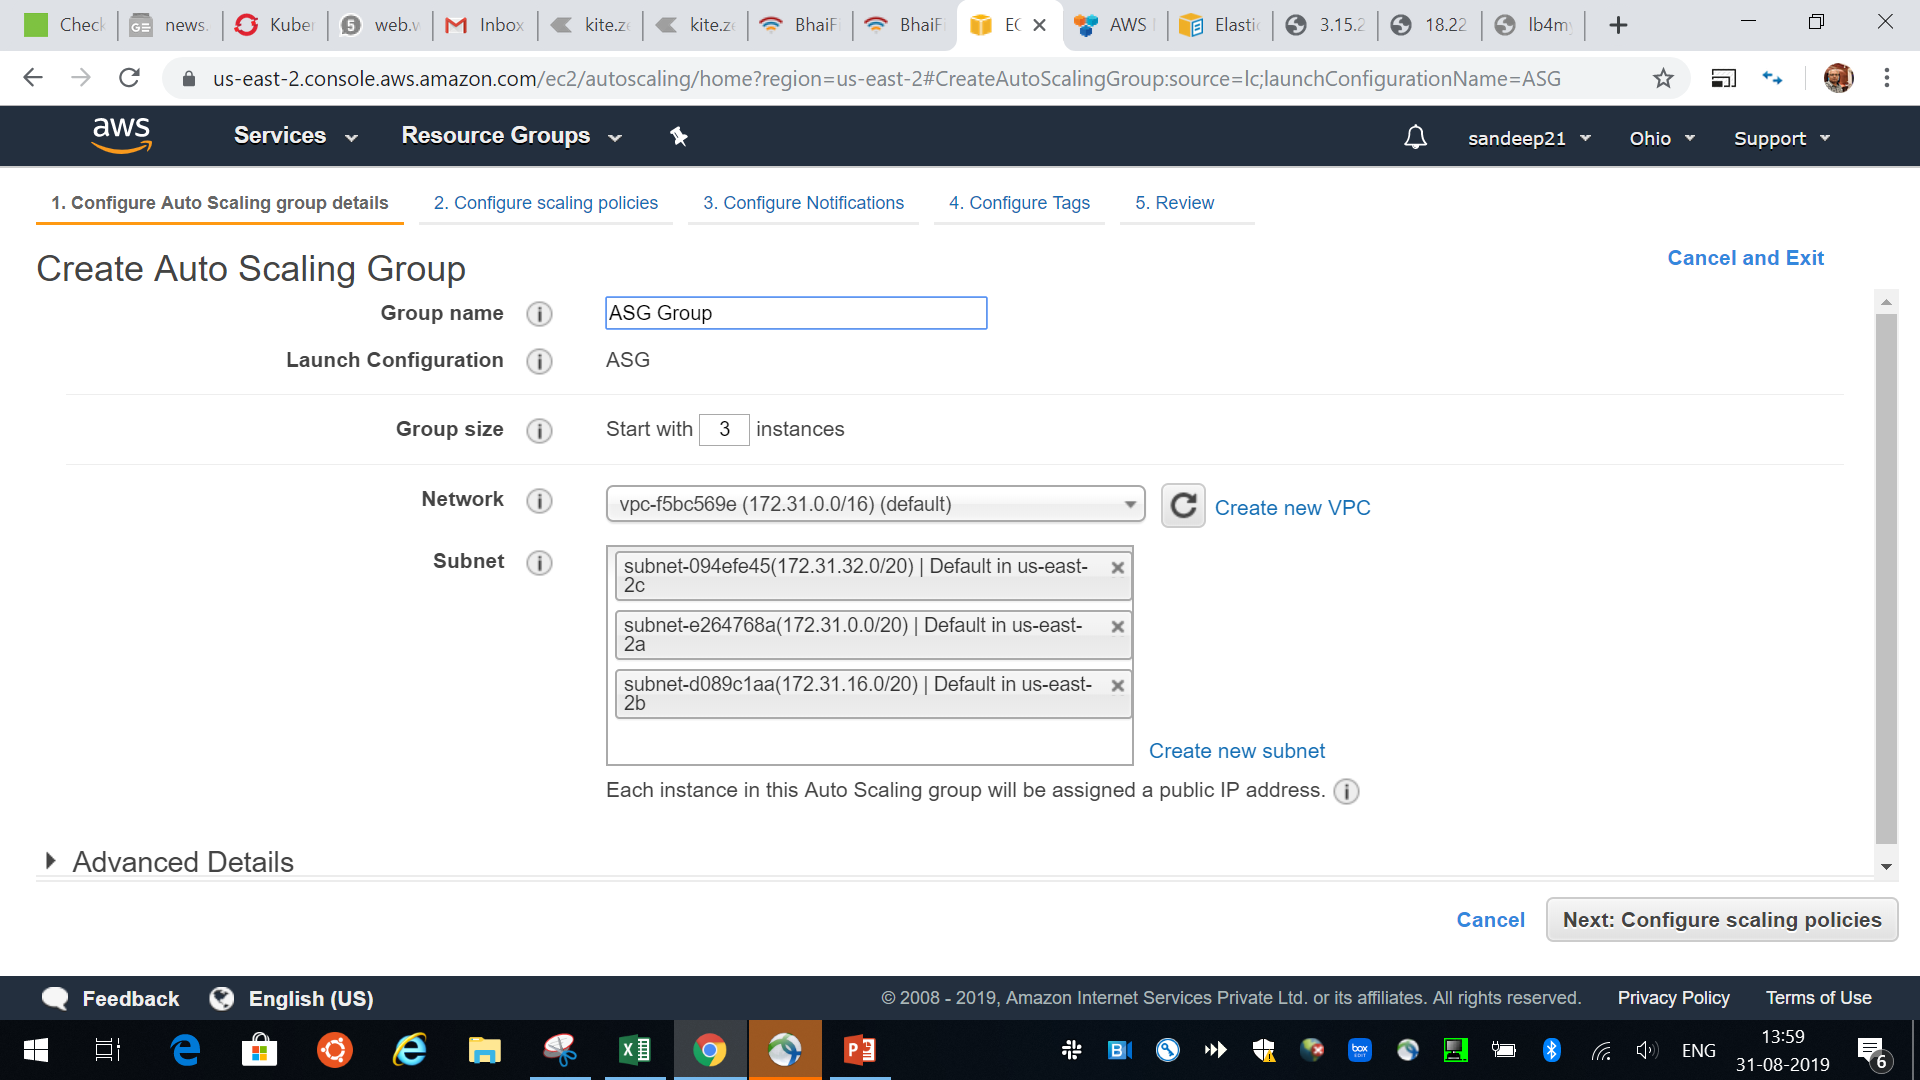 Check
news.
Kuber
web.w
Inbox
kite.ze
kite.ze
BhaiFi
BhaiFi
EC
AWS
Elastic
3.15.2
18.22
lb4my
us-east-2.console.aws.amazon.com/ec2/autoscaling/home?region=us-east-2#CreateAutoScalingGroup:source=lc;launchConfigurationName=ASG
aws
Services
Resource Groups
sandeep21
Ohio
Support
1. Configure Auto Scaling group details
2. Configure scaling policies
3. Configure Notifications
4. Configure Tags
5. Review
Create Auto Scaling Group
Cancel and Exit
Group name
ASG Group
Launch Configuration
ASG
Group size
Start with 3 instances
Network
vpc-f5bc569e (172.31.0.0/16) (default)
Create new VPC
Subnet
subnet-094efe45(172.31.32.0/20) | Default in us-east-
2c
subnet-e264768a(172.31.0.0/20) | Default in us-east-
2a
subnet-d089c1aa(172.31.16.0/20) | Default in us-east-
2b
Create new subnet
Each instance in this Auto Scaling group will be assigned a public IP address.
Advanced Details
Cancel
Next: Configure scaling policies
Feedback
English (US)
© 2008 - 2019, Amazon Internet Services Private Ltd. or its affiliates. All rights reserved.
Privacy Policy
Terms of Use
ENG
13:59
31-08-2019
6